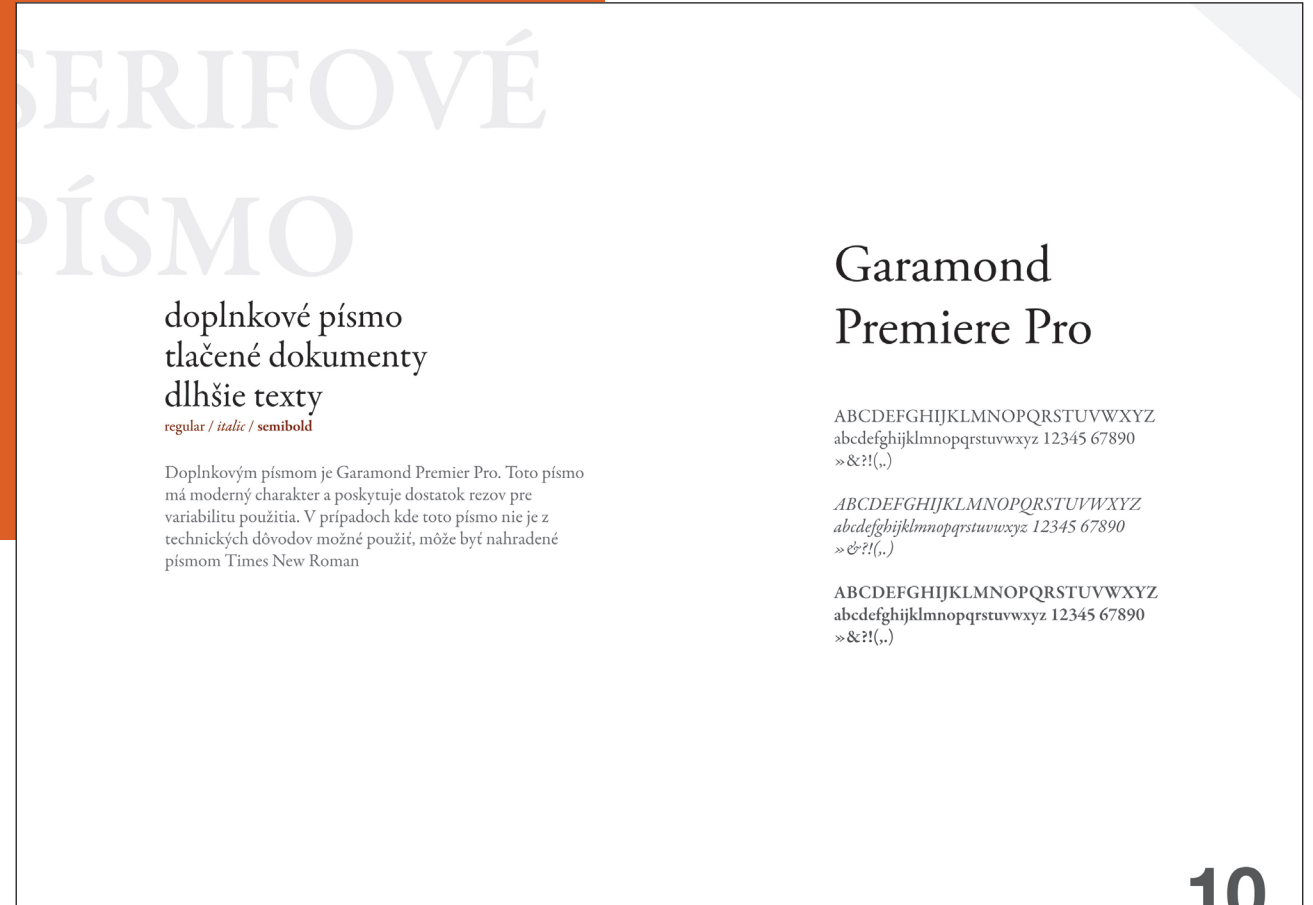 SERIFOVÉ
PÍSMO
doplnkové písmo
tlačené dokumenty
dlhšie texty
regular / italic / semibold
Doplnkovým písmom je Garamond Premier Pro. Toto písmo
má moderný charakter a poskytuje dostatok rezov pre
variabilitu použitia. V prípadoch kde toto písmo nie je z
technických dôvodov možné použiť, môže byť nahradené
písmom Times New Roman
Garamond
Premiere Pro
ABCDEFGHIJKLMNOPQRSTUVWXYZ
abcdefghijklmnopqrstuvwxyz 12345 67890
»&?!(,.)
ABCDEFGHIJKLMNOPQRSTUVWXYZ
abcdefghijklmnopqrstuvwxyz 12345 67890
»&?!(,.)
ABCDEFGHIJKLMNOPQRSTUVWXYZ
abcdefghijklmnopqrstuvwxyz 12345 67890
»&?!(,.)
10